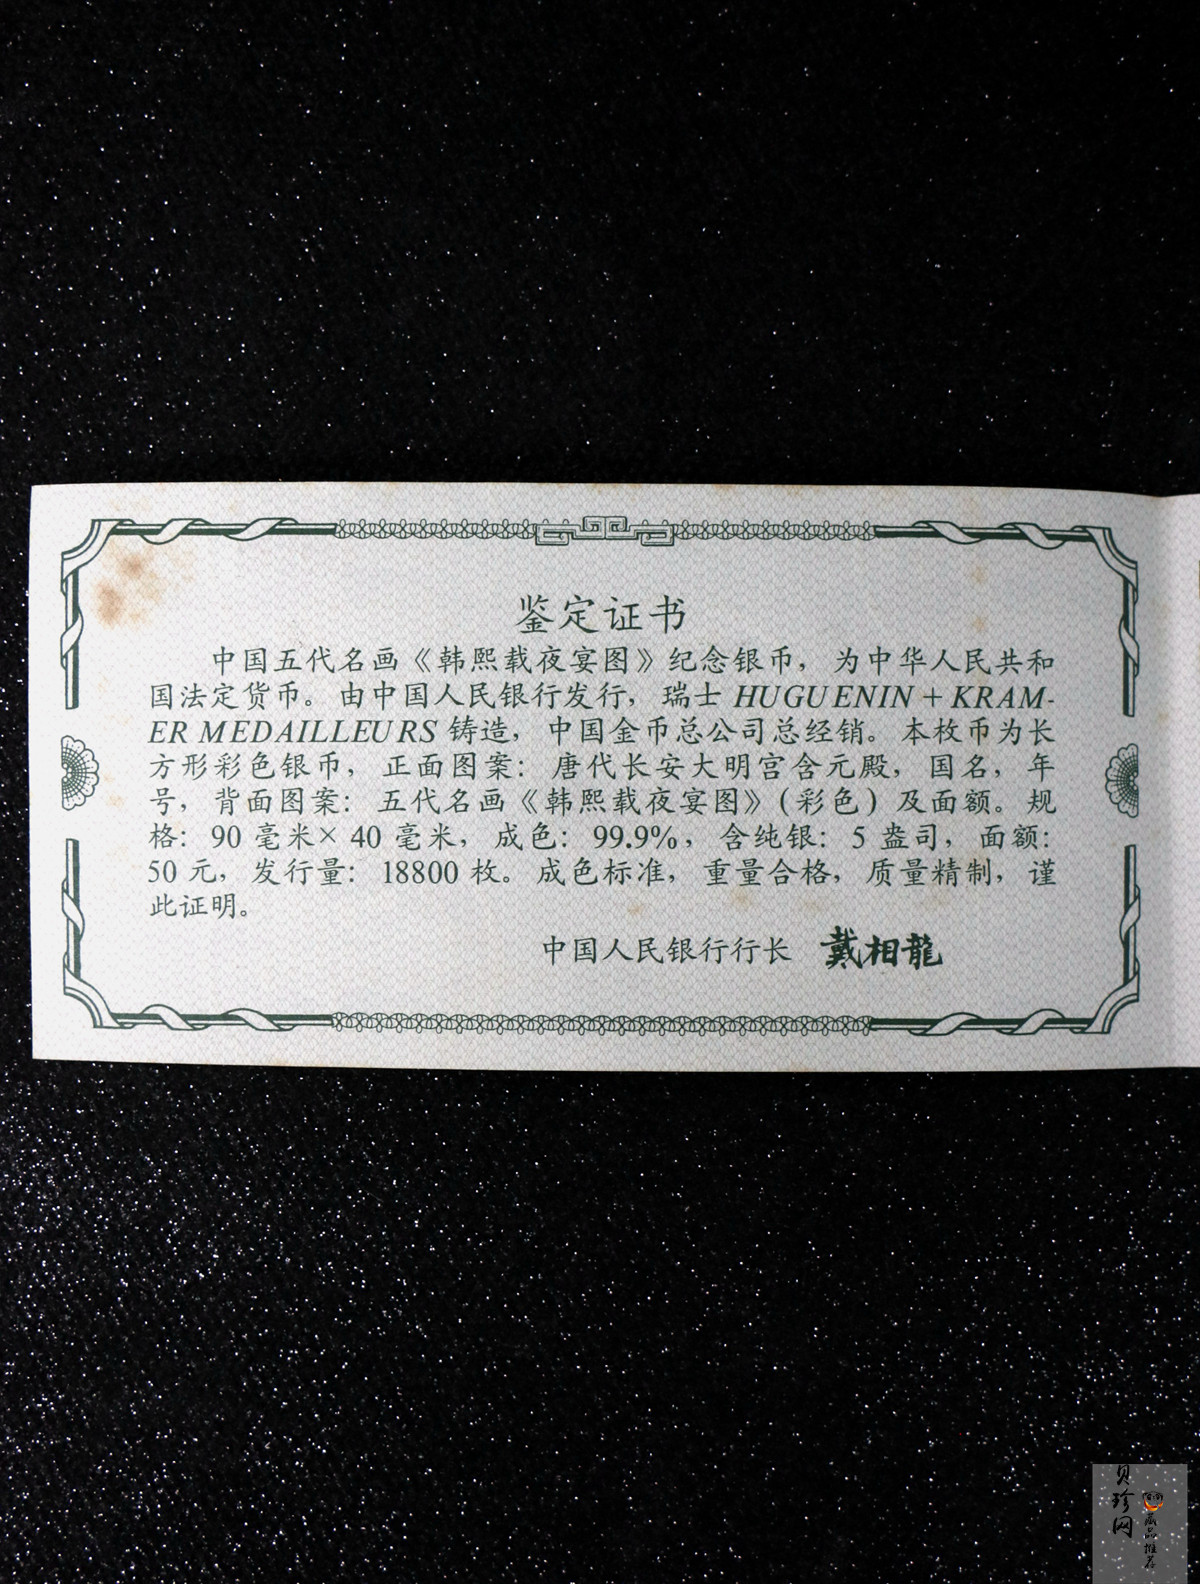 鉴定证书
中国五代名画《韩熙载夜宴图》纪念银币，为中华人民共和
国法定货币。由中国人民银行发行，瑞士 HUGUENIN + KRAM-
ER MEDAILLEURS 铸造，中国金币总公司总经销。本枚币为长
方形彩色银币，正面图案：唐代长安大明宫含元殿，国名，年
号，背面图案：五代名画《韩熙载夜宴图》(彩色) 及面额。规
格：90 毫米× 40 毫米，成色：99.9%，含纯银：5 盎司，面额：
50 元，发行量：18800 枚。成色标准，重量合格，质量精制，谨
此证明。
中国人民银行行长 戴相龍
贝珍网
藏品推荐